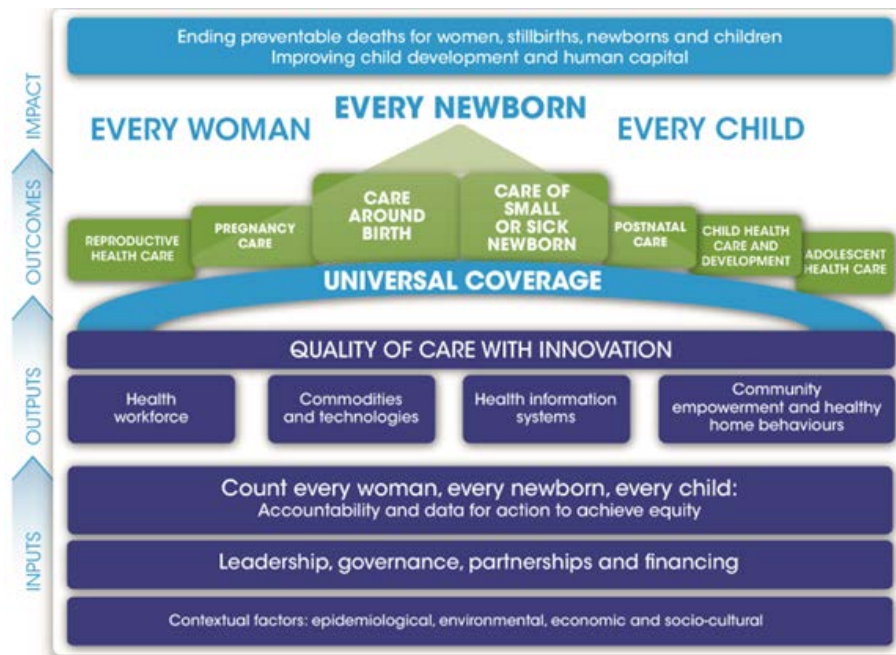 Ending preventable deaths for women, stillbirths, newborns and children
Improving child development and human capital
IMPACT
EVERY WOMAN
EVERY NEWBORN
EVERY CHILD
OUTCOMES
REPRODUCTIVE
HEALTH CARE
PREGNANCY
CARE
CARE
AROUND
BIRTH
CARE OF
SMALL
OR SICK
NEWBORN
POSTNATAL
CARE
CHILD HEALTH
CARE AND
DEVELOPMENT
ADOLESCENT
HEALTH CARE
UNIVERSAL COVERAGE
OUTPUTS
QUALITY OF CARE WITH INNOVATION
Health
workforce
Commodities
and technologies
Health information
systems
Community
empowerment and healthy
home behaviours
INPUTS
Count every woman, every newborn, every child:
Accountability and data for action to achieve equity
Leadership, governance, partnerships and financing
Contextual factors: epidemiological, environmental, economic and socio-cultural